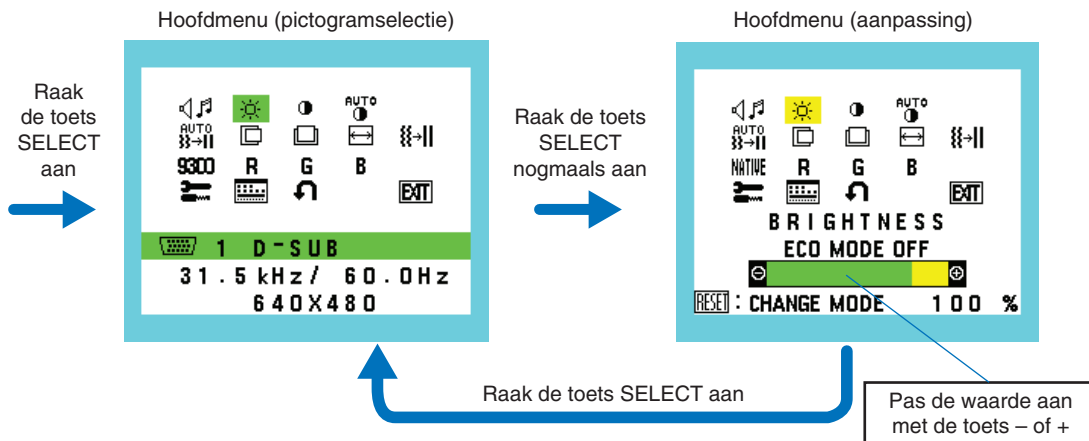 Hoofdmenu (pictogramselectie)
Hoofdmenu (aanpassing)
Raak
de toets
SELECT
aan
AUTO
AUTO
9300 R G B
EXIT
1 D-SUB
31.5 kHz/ 60.0Hz
640X480
Raak de toets
SELECT
nogmaals aan
AUTO
AUTO
NATIVE R G B
EXIT
BRIGHTNESS
ECO MODE OFF
RESET : CHANGE MODE 100 %
Raak de toets SELECT aan
Pas de waarde aan
met de toets – of +